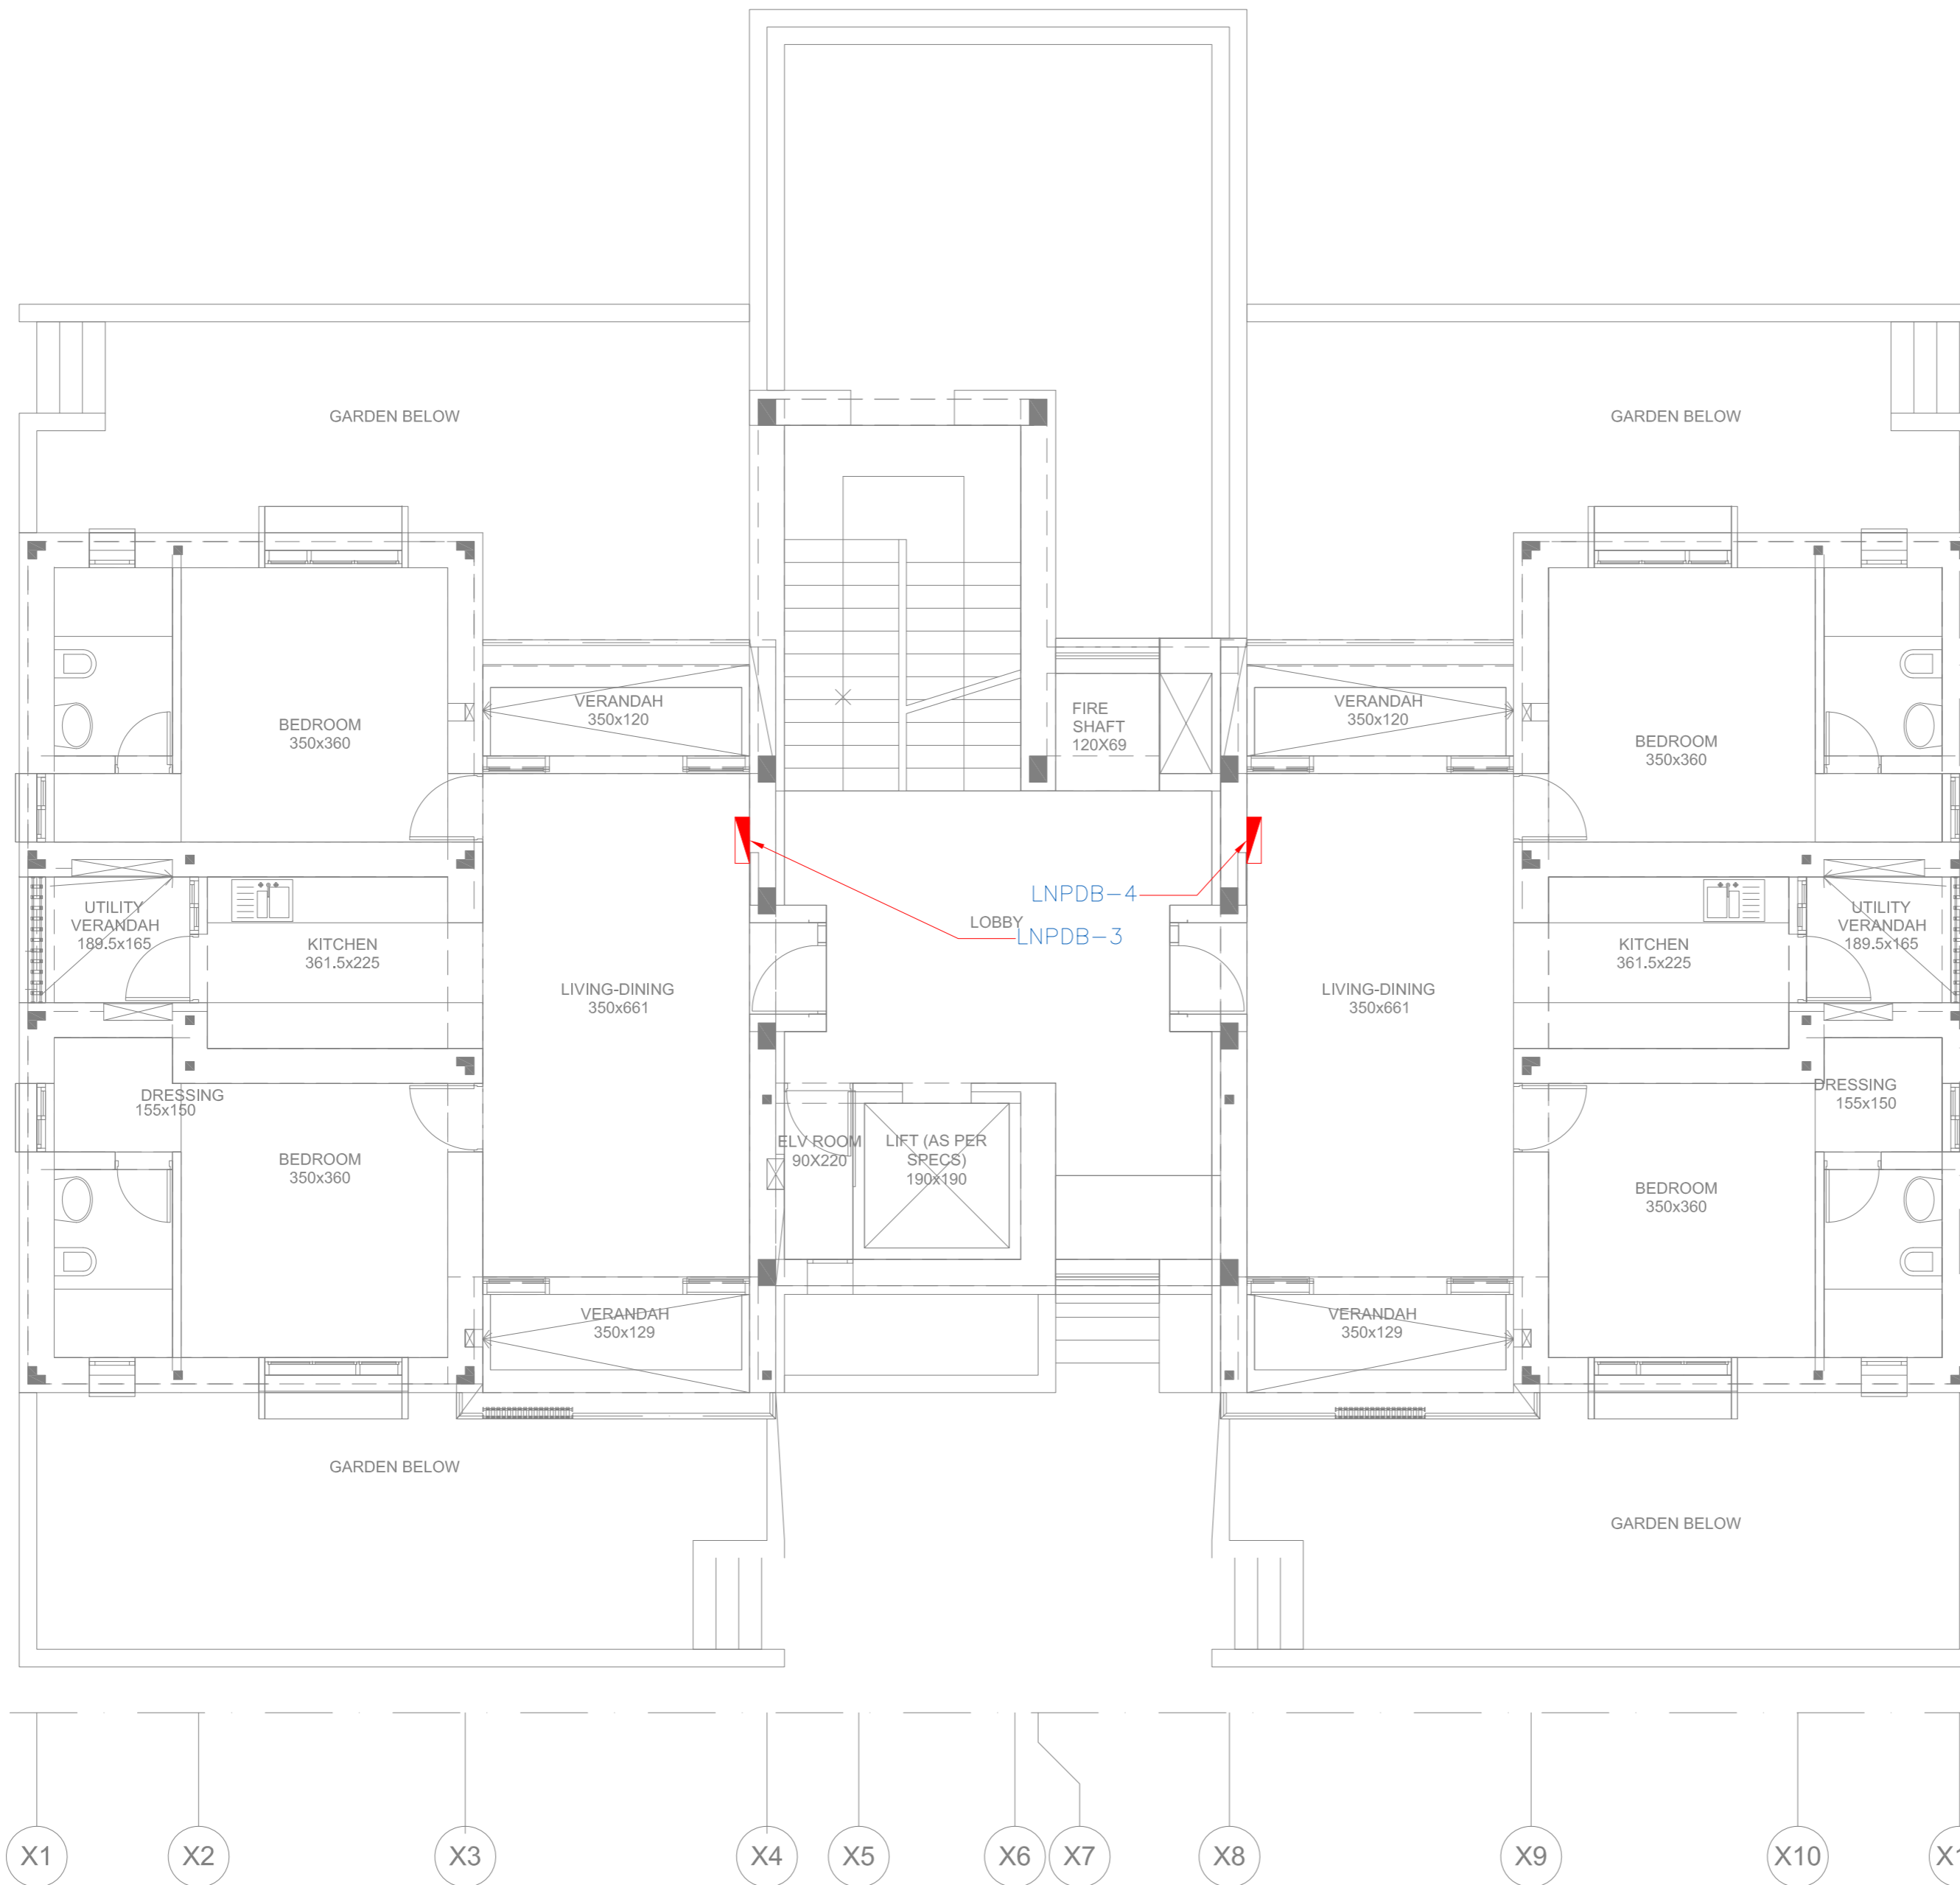 GARDEN BELOW
GARDEN BELOW
VERANDAH
350x120
VERANDAH
350x120
BEDROOM
350x360
FIRE
SHAFT
120X69
BEDROOM
350x360
LNPDB-4
UTILITY
VERANDAH
189.5x165
KITCHEN
361.5x225
LOBBY
LNPDB-3
KITCHEN
361.5x225
UTILITY
VERANDAH
189.5x165
LIVING-DINING
350x661
LIVING-DINING
350x661
DRESSING
155x150
DRESSING
155x150
BEDROOM
350x360
ELV ROOM
90X220
LIFT (AS PER
SPECS)
190x190
BEDROOM
350x360
VERANDAH
350x129
VERANDAH
350x129
GARDEN BELOW
GARDEN BELOW
X1
X2
X3
X4
X5
X6
X7
X8
X9
X10